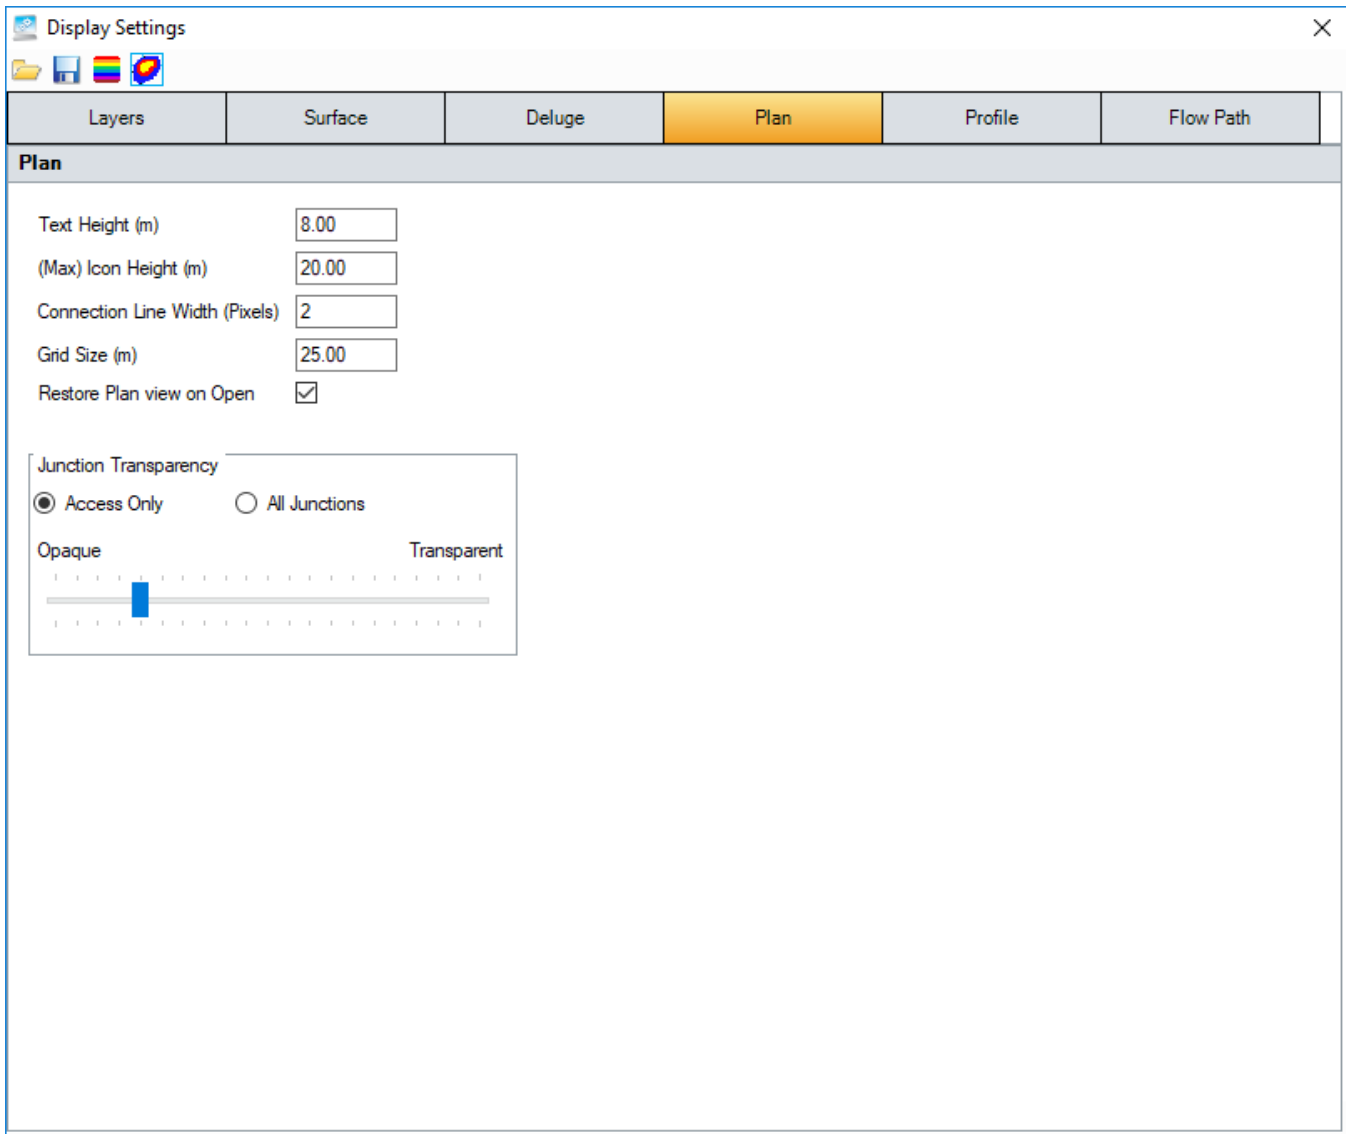 Display Settings
Layers Surface Deluge Plan Profile Flow Path
Plan
Text Height (m) 8.00
(Max) Icon Height (m) 20.00
Connection Line Width (Pixels) 2
Grid Size (m) 25.00
Restore Plan view on Open
Junction Transparency
Access Only All Junctions
Opaque Transparent